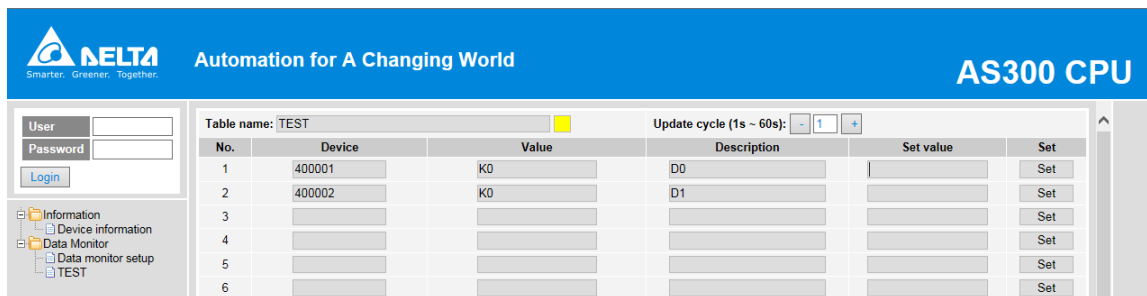 DELTA
Smarter. Greener. Together.
Automation for A Changing World
AS300 CPU
User
Password
Login
Information
Device information
Data Monitor
Data monitor setup
TEST
Table name: TEST Update cycle (1s ~ 60s): - 1 +
No. Device Value Description Set value Set
1 400001 K0 D0 Set
2 400002 K0 D1 Set
3 Set
4 Set
5 Set
6 Set